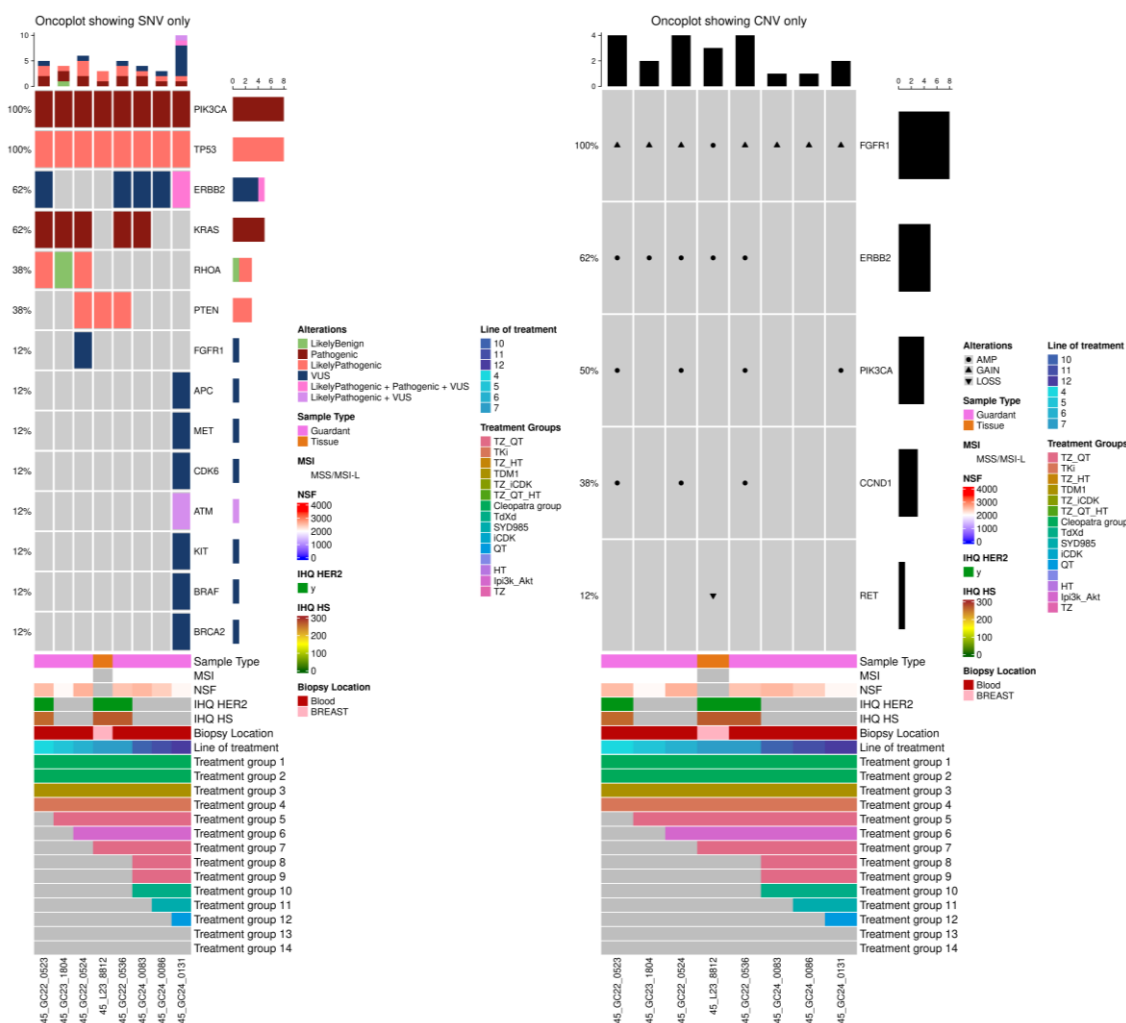 Oncoplot showing SNV only
10
5
0
0 2 4 6 8
100% PIK3CA
100% TP53
62% ERBB2
62% KRAS
38% RHOA
38% PTEN
12% FGFR1
12% APC
12% MET
12% CDK6
12% ATM
12% KIT
12% BRAF
12% BRCA2
Sample Type
MSI
NSF
IHQ HER2
IHQ HS
Biopsy Location
Line of treatment
Treatment group 1
Treatment group 2
Treatment group 3
Treatment group 4
Treatment group 5
Treatment group 6
Treatment group 7
Treatment group 8
Treatment group 9
Treatment group 10
Treatment group 11
Treatment group 12
Treatment group 13
Treatment group 14
45_GC22_0523
45_GC23_1804
45_GC22_0524
45_L23_8812
45_GC22_0536
45_GC24_0083
45_GC24_0086
45_GC24_0131
Alterations
LikelyBenign
Pathogenic
LikelyPathogenic
VUS
LikelyPathogenic + Pathogenic + VUS
LikelyPathogenic + VUS
Sample Type
Guardant
Tissue
MSI
MSS/MSI-L
NSF
4000
3000
2000
1000
0
IHQ HER2
y
IHQ HS
300
200
100
0
Biopsy Location
Blood
BREAST
Line of treatment
10
11
12
4
5
6
7
Treatment Groups
TZ_QT
TKi
TZ_HT
TDM1
TZ_iCDK
TZ_QT_HT
Cleopatra group
TdXd
SYD985
iCDK
QT
HT
Ipi3k_Akt
TZ
Oncoplot showing CNV only
4
3
2
1
0
0 2 4 6 8
100% FGFR1
62% ERBB2
50% PIK3CA
38% CCND1
12% RET
Sample Type
MSI
NSF
IHQ HER2
IHQ HS
Biopsy Location
Line of treatment
Treatment group 1
Treatment group 2
Treatment group 3
Treatment group 4
Treatment group 5
Treatment group 6
Treatment group 7
Treatment group 8
Treatment group 9
Treatment group 10
Treatment group 11
Treatment group 12
Treatment group 13
Treatment group 14
45_GC22_0523
45_GC23_1804
45_GC22_0524
45_L23_8812
45_GC22_0536
45_GC24_0083
45_GC24_0086
45_GC24_0131
Alterations
AMP
GAIN
LOSS
Sample Type
Guardant
Tissue
MSI
MSS/MSI-L
NSF
4000
3000
2000
1000
0
IHQ HER2
y
IHQ HS
300
200
100
0
Biopsy Location
Blood
BREAST
Line of treatment
10
11
12
4
5
6
7
Treatment Groups
TZ_QT
TKi
TZ_HT
TDM1
TZ_iCDK
TZ_QT_HT
Cleopatra group
TdXd
SYD985
iCDK
QT
HT
Ipi3k_Akt
TZ